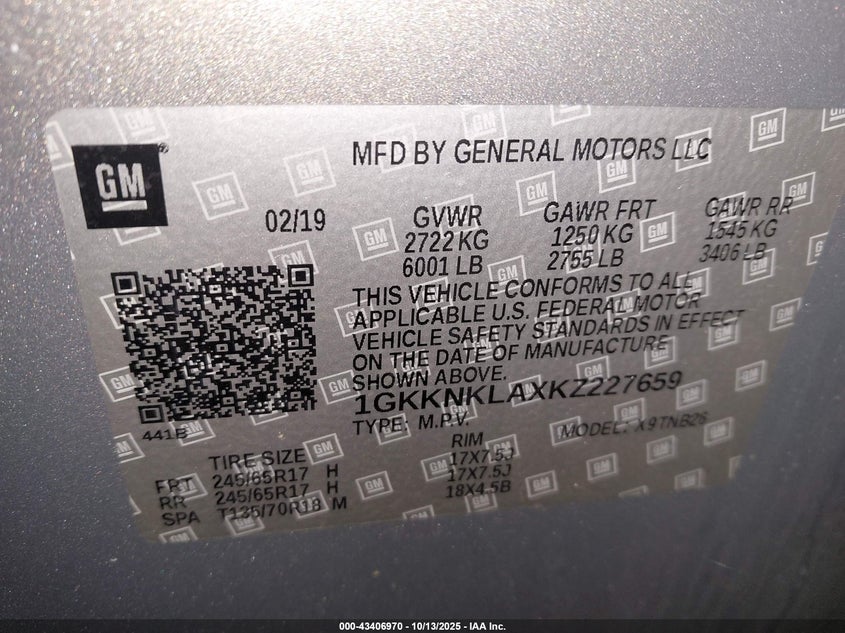 GM
MFD BY GENERAL MOTORS LLC
02/19
GVWR GAWR FRT GAWR RR
2722 KG 1250 KG 1545 KG
6001 LB 2755 LB 3406 LB
THIS VEHICLE CONFORMS TO ALL
APPLICABLE U.S. FEDERAL MOTOR
VEHICLE SAFETY STANDARDS IN EFFECT
ON THE DATE OF MANUFACTURE
SHOWN ABOVE.
1GKKNKLAXKZ227659
TYPE: M.P.V. MODEL: X9TNB26
441B
TIRE SIZE RIM
FRT 245/65R17 H 17X7.5J
RR 245/65R17 H 17X7.5J
SPA T135/70R18 M 18X4.5B
000-43406970 - 10/13/2025 - IAA Inc.